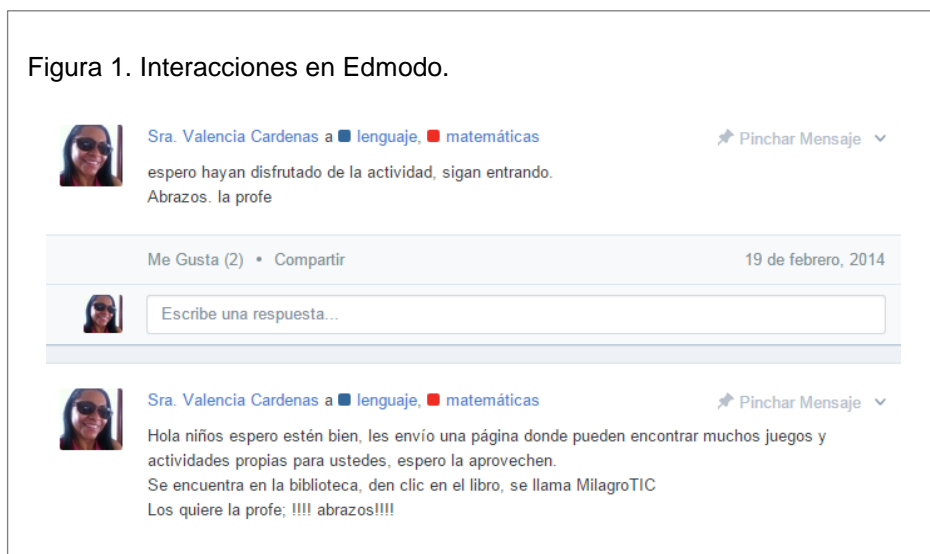 Figura 1. Interacciones en Edmodo.
Sra. Valencia Cardenas a lenguaje, matemáticas
Pinchar Mensaje
espero hayan disfrutado de la actividad, sigan entrando.
Abrazos. la profe
Me Gusta (2) • Compartir
19 de febrero, 2014
Escribe una respuesta...
Sra. Valencia Cardenas a lenguaje, matemáticas
Pinchar Mensaje
Hola niños espero estén bien, les envío una página donde pueden encontrar muchos juegos y
actividades propias para ustedes, espero la aprovechen.
Se encuentra en la biblioteca, den clic en el libro, se llama MilagroTIC
Los quiere la profe; !!!! abrazos!!!!